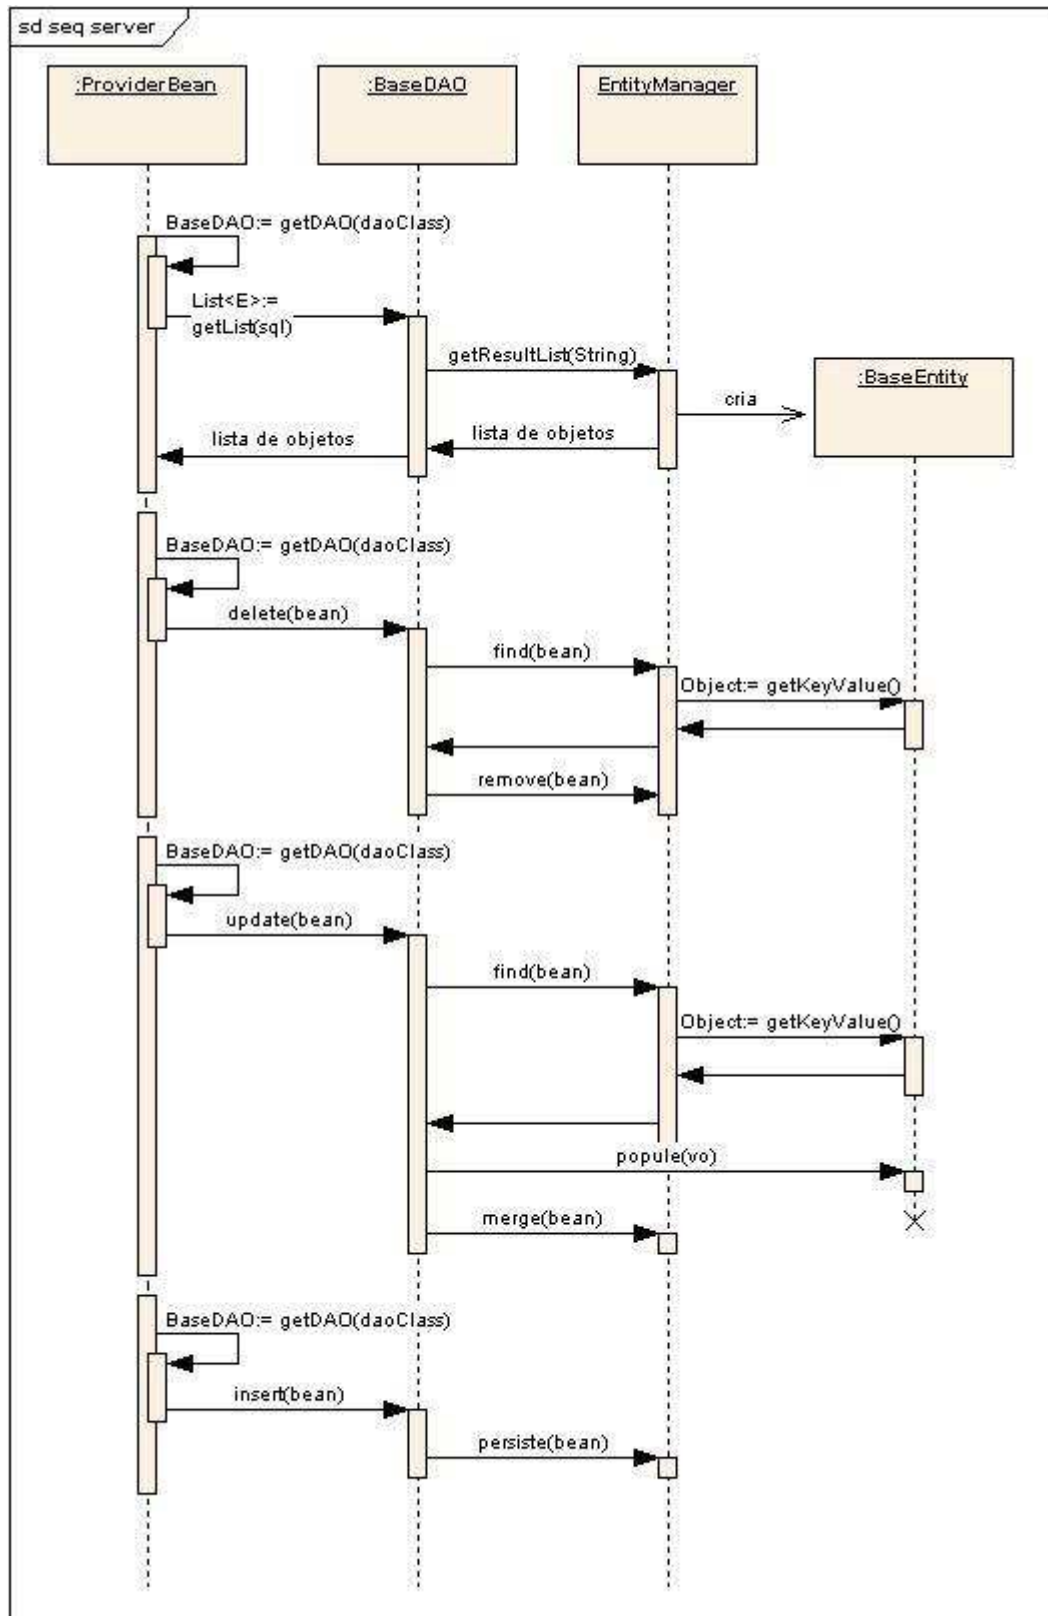 sd seq server
:ProviderBean
:BaseDAO
EntityManager
BaseDAO:= getDAO(daoClass)
List<E>:=
getList(sql)
getResultList(String)
:BaseEntity
cria
lista de objetos
lista de objetos
BaseDAO:= getDAO(daoClass)
delete(bean)
find(bean)
Object:= getKeyValue()
remove(bean)
BaseDAO:= getDAO(daoClass)
update(bean)
find(bean)
Object:= getKeyValue()
popule(vo)
merge(bean)
BaseDAO:= getDAO(daoClass)
insert(bean)
persiste(bean)